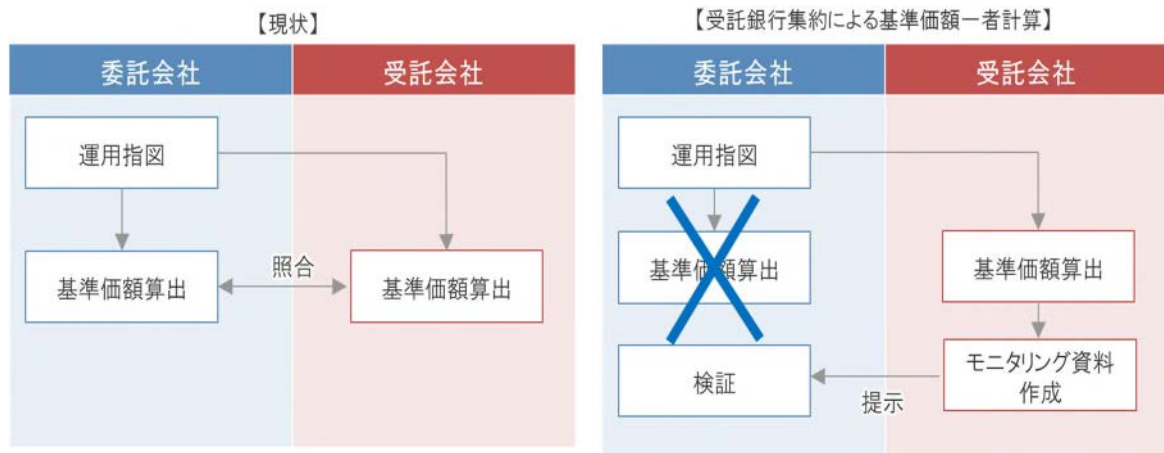 【現状】
委託会社
受託会社
運用指図
基準価額算出
照合
基準価額算出
【受託銀行集約による基準価額一者計算】
委託会社
受託会社
運用指図
基準価額算出
基準価額算出
検証
提示
モニタリング資料
作成